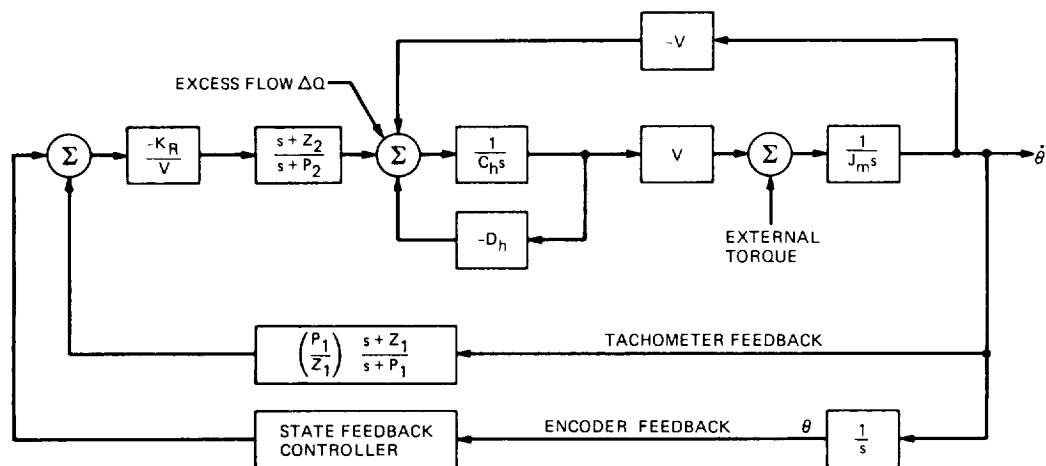 -V
EXCESS FLOW ΔQ
Σ
-K_R
V
s + Z_2
s + P_2
Σ
1
C_h s
V
Σ
1
J_m s
θ̇
-D_h
EXTERNAL
TORQUE
(P_1 / Z_1) s + Z_1 / s + P_1
TACHOMETER FEEDBACK
STATE FEEDBACK
CONTROLLER
ENCODER FEEDBACK θ
1
s